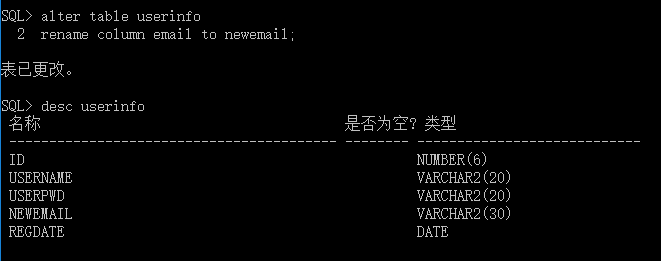 SQL> alter table userinfo
2 rename column email to newemail;
表已更改。
SQL> desc userinfo
名称 是否为空? 类型
----------------------------------------- -------- ----------------------------
ID NUMBER(6)
USERNAME VARCHAR2(20)
USERPWD VARCHAR2(20)
NEWEMAIL VARCHAR2(30)
REGDATE DATE